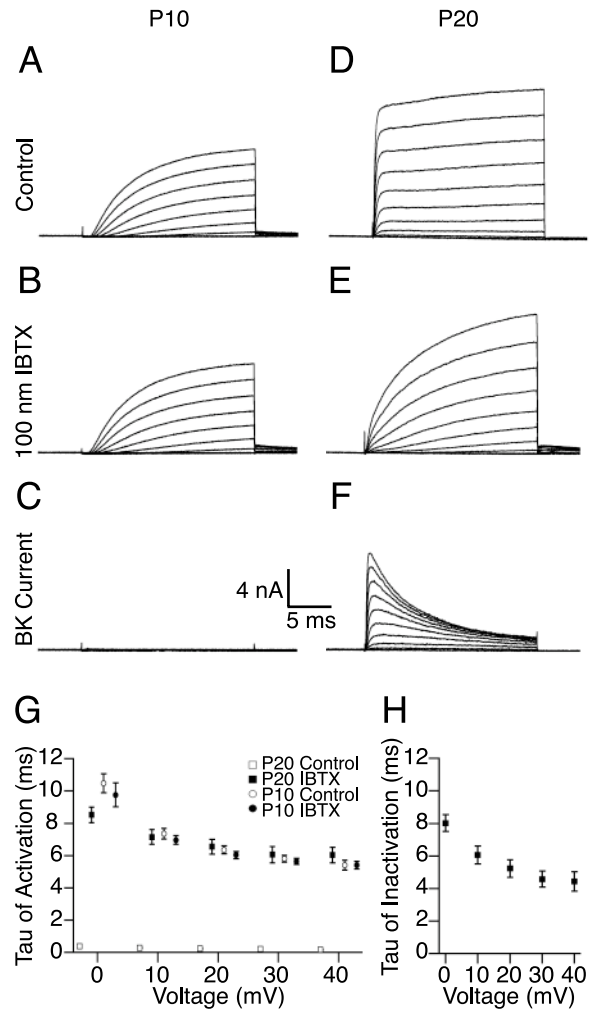 P10 P20
A D
Control
B E
100 nm IBTX
C F
BK Current
4 nA
5 ms
G H
Tau of Activation (ms)
12
10
8
6
4
2
0
P20 Control
P20 IBTX
P10 Control
P10 IBTX
0 10 20 30 40
Voltage (mV)
Tau of Inactivation (ms)
12
10
8
6
4
2
0
0 10 20 30 40
Voltage (mV)